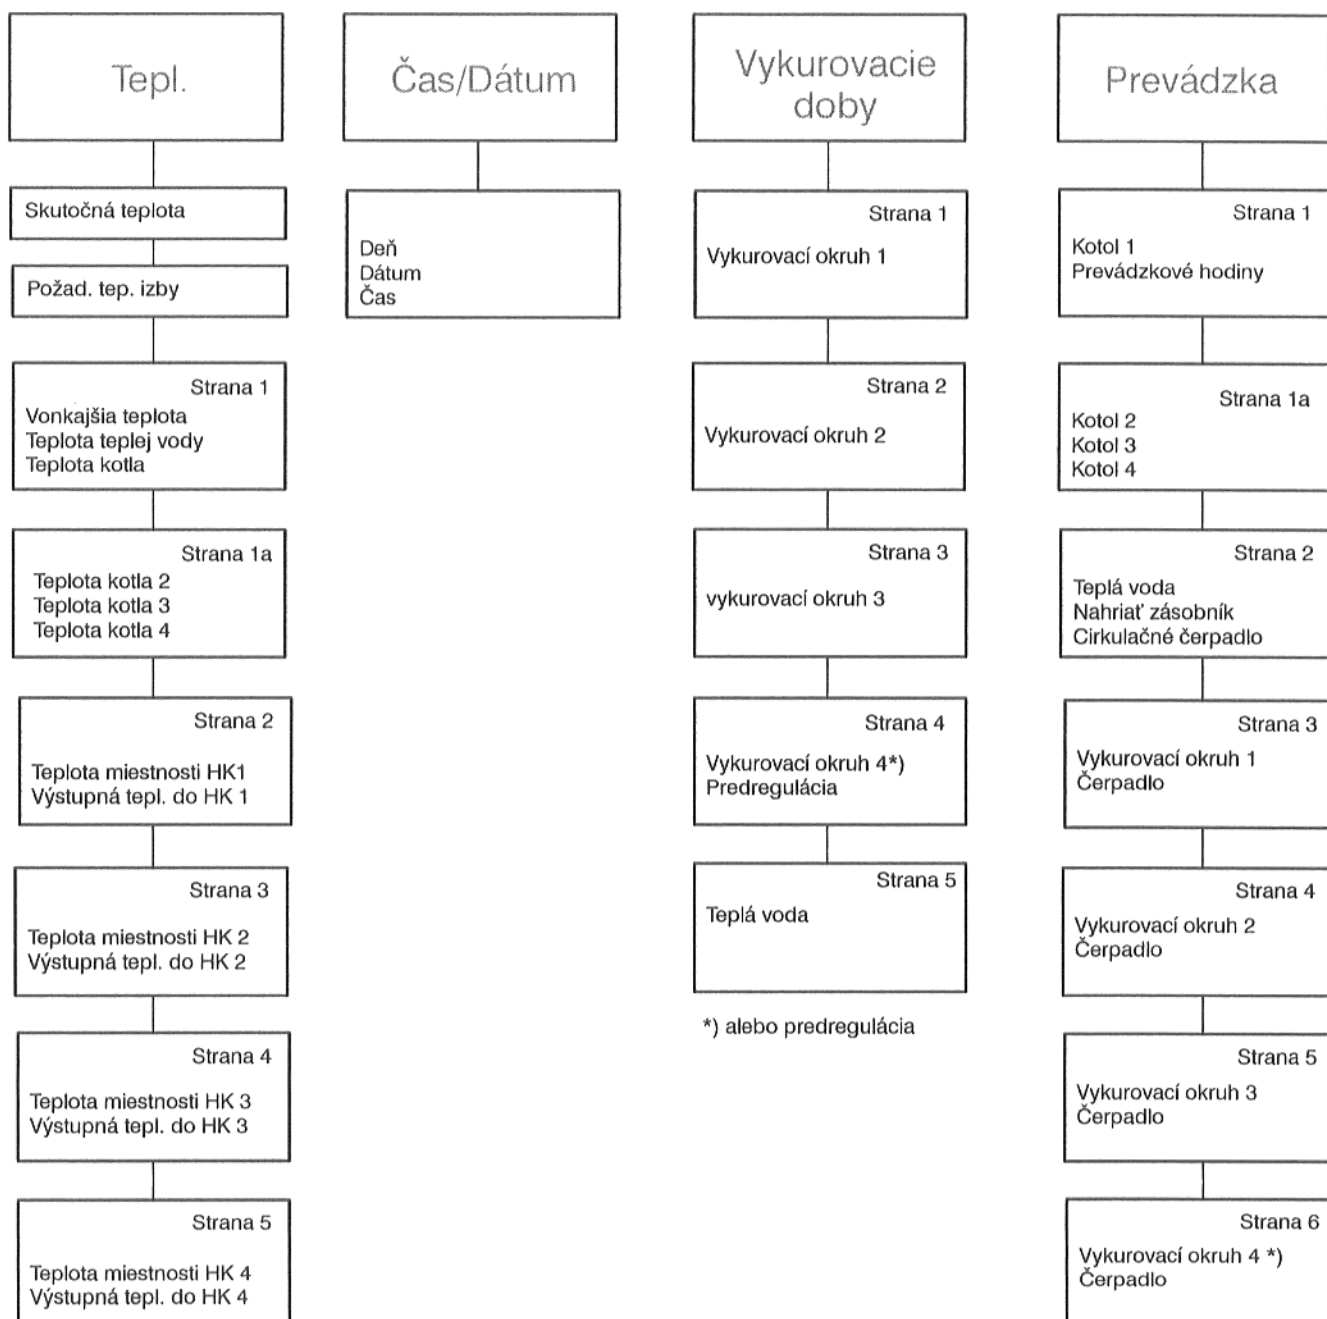 Tepl.
Skutočná teplota
Požad. tep. izby
Strana 1
Vonkajšia teplota
Teplota teplej vody
Teplota kotla
Strana 1a
Teplota kotla 2
Teplota kotla 3
Teplota kotla 4
Strana 2
Teplota miestnosti HK1
Výstupná tepl. do HK 1
Strana 3
Teplota miestnosti HK 2
Výstupná tepl. do HK 2
Strana 4
Teplota miestnosti HK 3
Výstupná tepl. do HK 3
Strana 5
Teplota miestnosti HK 4
Výstupná tepl. do HK 4
Čas/Dátum
Deň
Dátum
Čas
Vykurovacie
doby
Strana 1
Vykurovací okruh 1
Strana 2
Vykurovací okruh 2
Strana 3
vykurovací okruh 3
Strana 4
Vykurovací okruh 4*)
Predregulácia
Strana 5
Teplá voda
*) alebo predregulácia
Prevádzka
Strana 1
Kotol 1
Prevádzkové hodiny
Strana 1a
Kotol 2
Kotol 3
Kotol 4
Strana 2
Teplá voda
Nahriať zásobník
Cirkulačné čerpadlo
Strana 3
Vykurovací okruh 1
Čerpadlo
Strana 4
Vykurovací okruh 2
Čerpadlo
Strana 5
Vykurovací okruh 3
Čerpadlo
Strana 6
Vykurovací okruh 4 *)
Čerpadlo